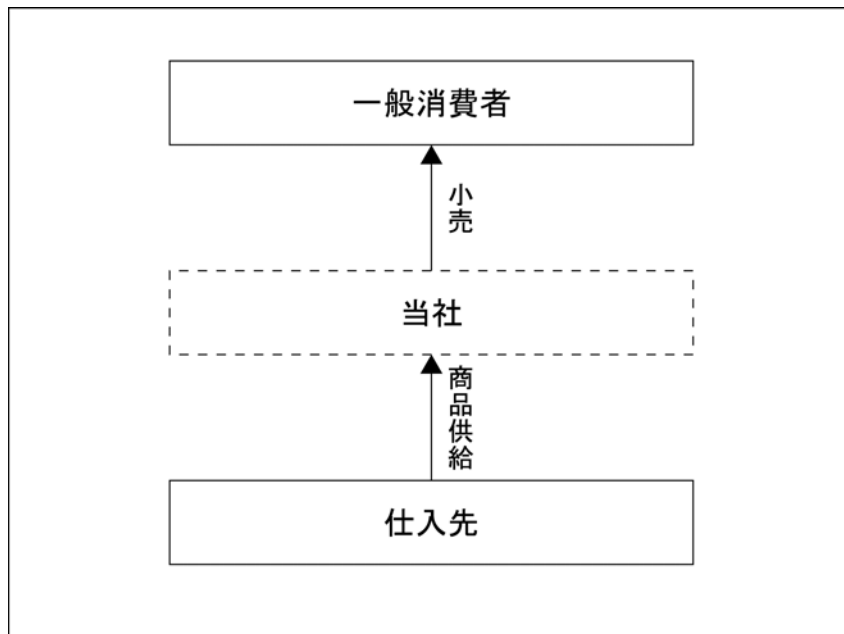 一般消費者
小売
当社
商品供給
仕入先